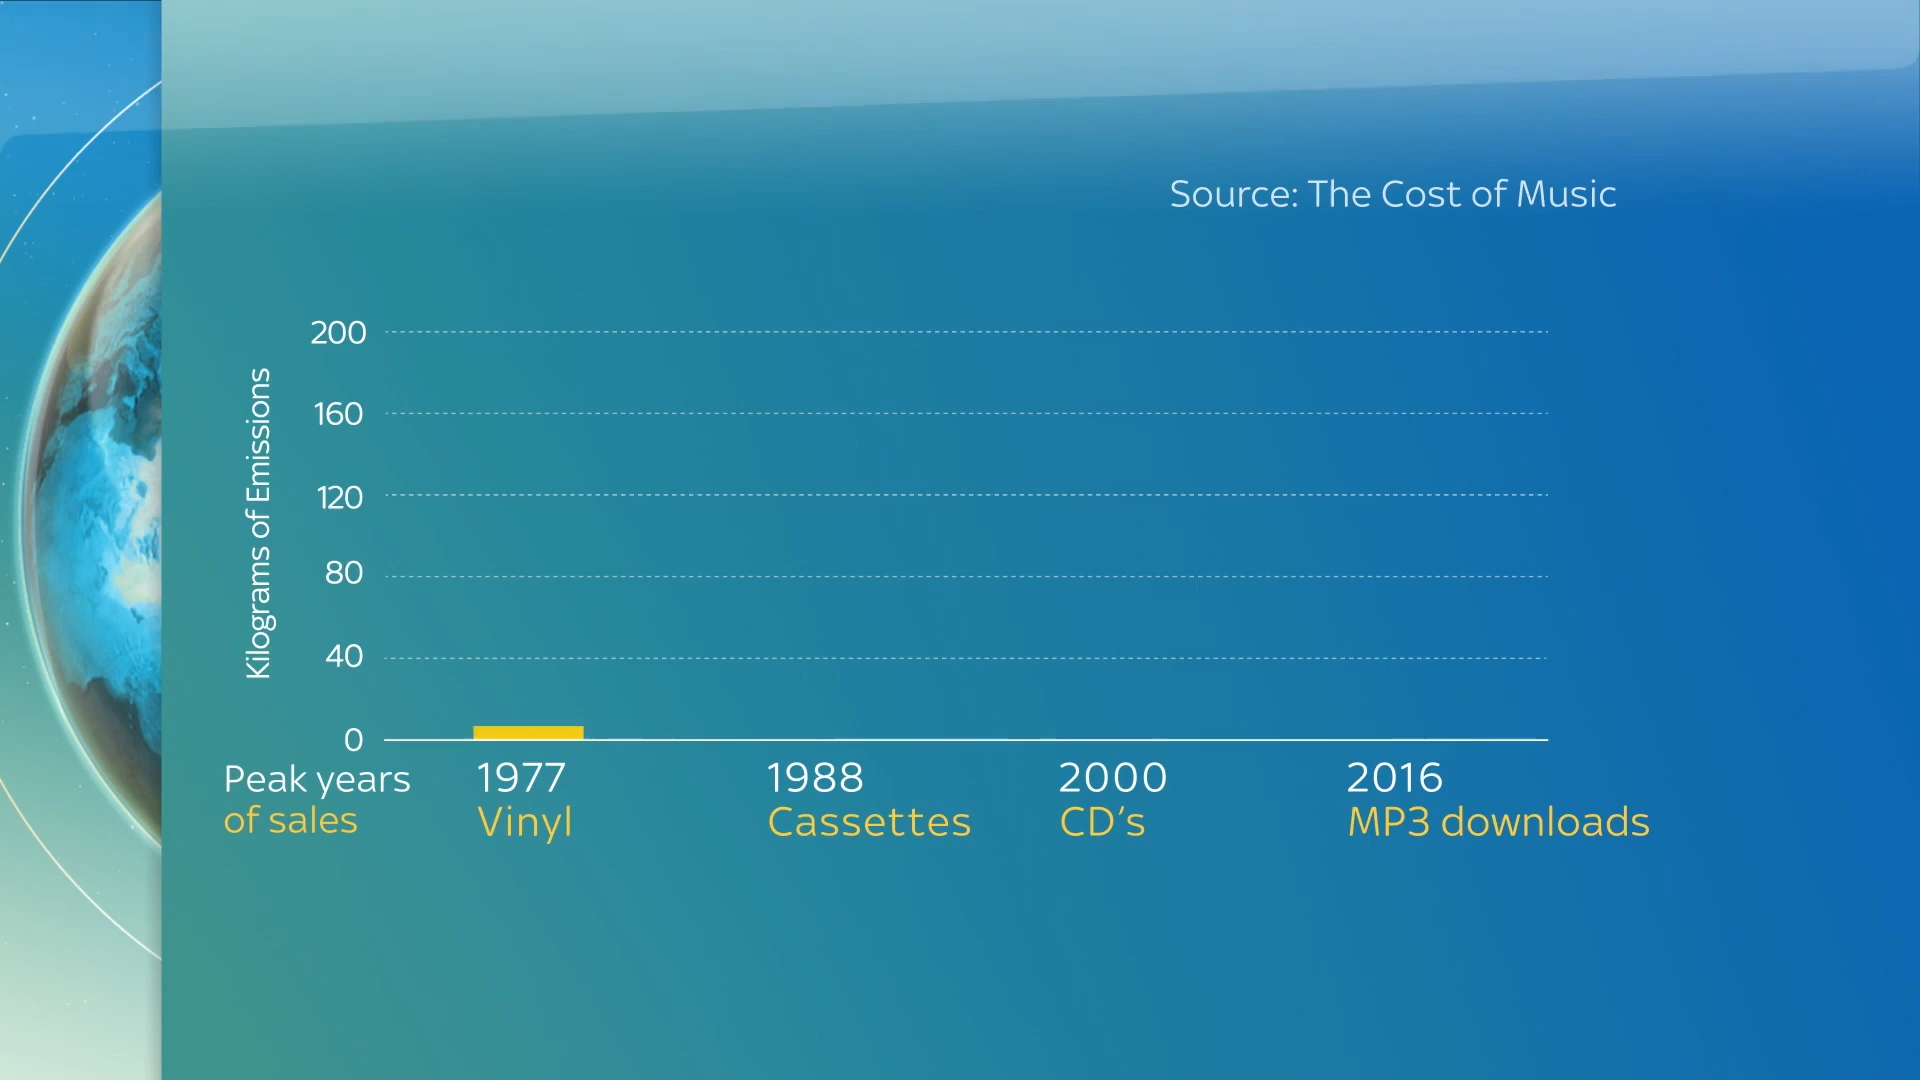 Source: The Cost of Music
Kilograms of Emissions
200
160
120
80
40
0
Peak years
of sales
1977
Vinyl
1988
Cassettes
2000
CD’s
2016
MP3 downloads